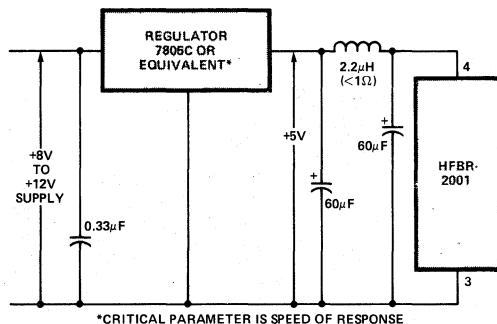 REGULATOR
7806C OR
EQUIVALENT*
2.2μH
(<1Ω)
4
+8V
TO
+12V
SUPPLY
+5V
+
60μF
+
60μF
0.33μF
HFBR-
2001
3
*CRITICAL PARAMETER IS SPEED OF RESPONSE